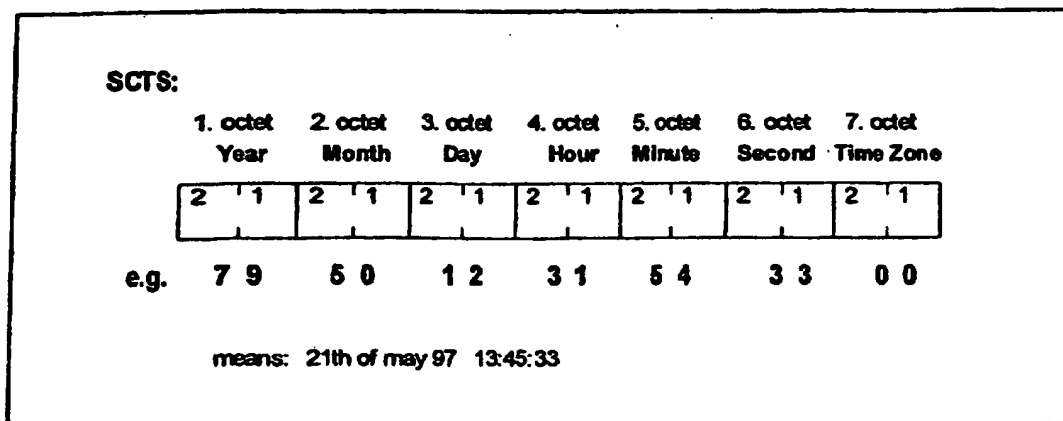 SCTS:
1. octet 2. octet 3. octet 4. octet 5. octet 6. octet 7. octet
Year Month Day Hour Minute Second Time Zone
2 1 2 1 2 1 2 1 2 1 2 1 2 1
e.g. 7 9 5 0 1 2 3 1 5 4 3 3 0 0
means: 21th of may 97 13:45:33